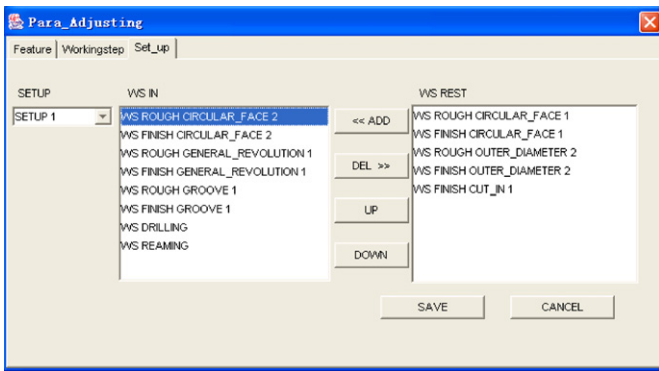 Para_Adjusting
Feature Workingstep Set_up
SETUP WS IN WS REST
SETUP 1
WS ROUGH CIRCULAR_FACE 2
WS FINISH CIRCULAR_FACE 2
WS ROUGH GENERAL_REVOLUTION 1
WS FINISH GENERAL_REVOLUTION 1
WS ROUGH GROOVE 1
WS FINISH GROOVE 1
WS DRILLING
WS REAMING
<< ADD
DEL >>
UP
DOWN
WS ROUGH CIRCULAR_FACE 1
WS FINISH CIRCULAR_FACE 1
WS ROUGH OUTER_DIAMETER 2
WS FINISH OUTER_DIAMETER 2
WS FINISH CUT_IN 1
SAVE CANCEL